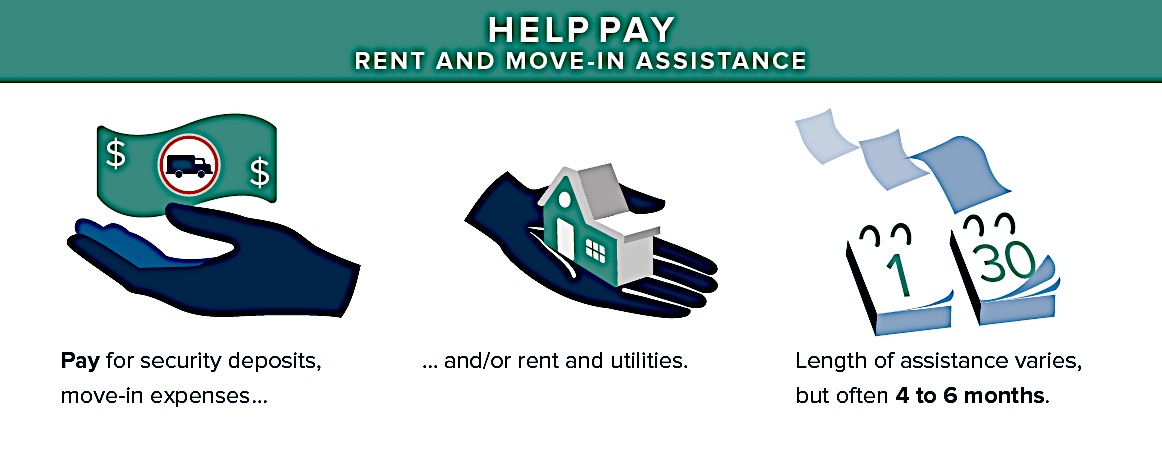 HELP PAY
RENT AND MOVE-IN ASSISTANCE
$
$
1
30
Pay for security deposits,
move-in expenses...
... and/or rent and utilities.
Length of assistance varies,
but often 4 to 6 months.